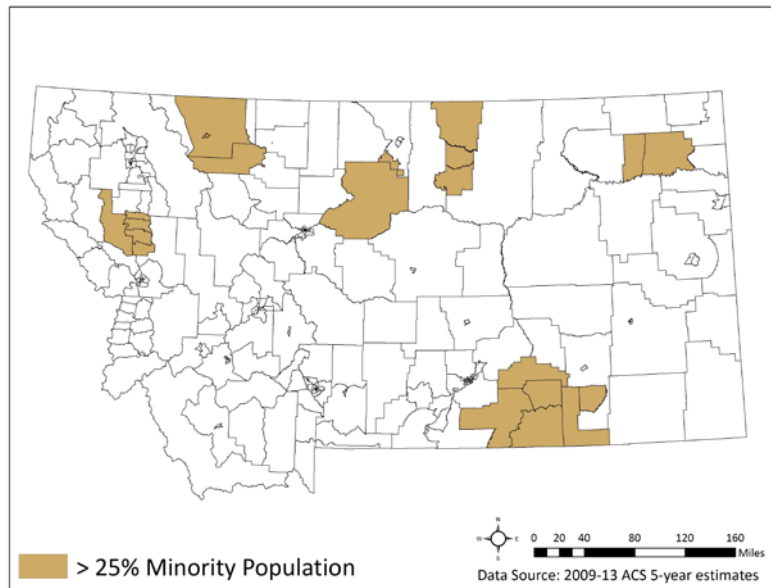 N
W E
S
0 20 40 80 120 160
Miles
> 25% Minority Population
Data Source: 2009-13 ACS 5-year estimates